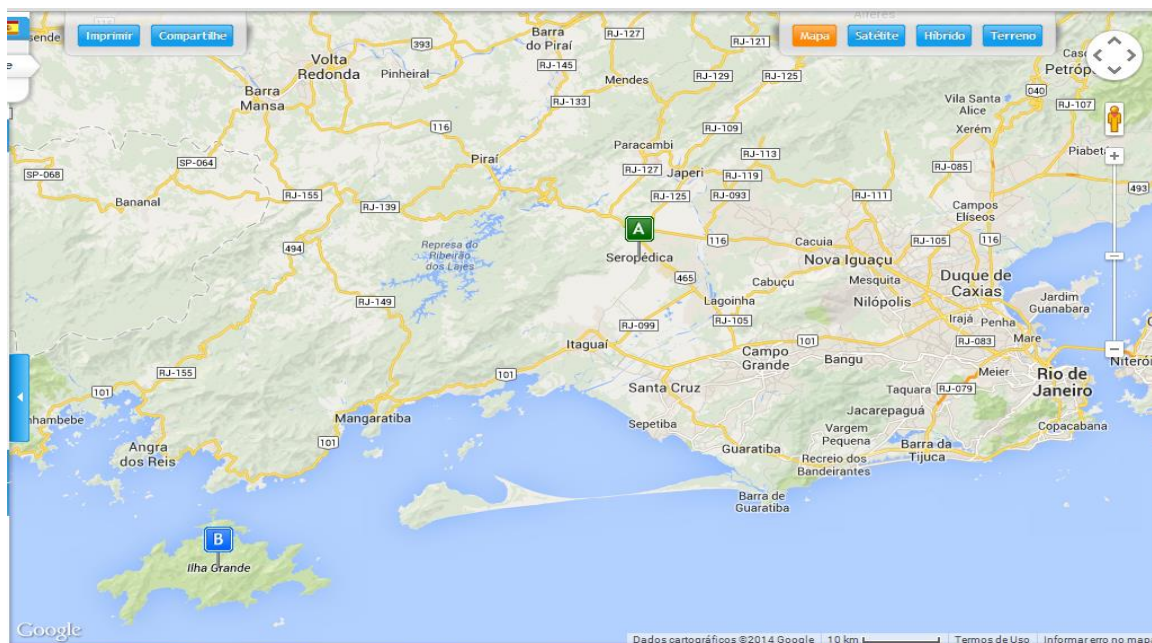 Imprimir
Compartilhe
Mapa
Satélite
Híbrido
Terreno
sende
e
Barra
do Piraí
RJ-127
RJ-121
Alferes
393
Volta
Redonda
Pinheiral
RJ-145
Mendes
RJ-129
RJ-125
Petróp
040
Barra
Mansa
RJ-133
Vila Santa
Alice
RJ-107
116
RJ-109
Xerém
SP-064
Piraí
Paracambi
RJ-113
Piabetá
SP-068
RJ-127
Japeri
RJ-119
RJ-085
493
RJ-155
RJ-139
RJ-125
RJ-093
RJ-111
Bananal
Campos
Elíseos
A
494
Represa do
Ribeirão
dos Lajes
116
Cacuia
RJ-105
116
Seropédica
Nova Iguaçu
465
Cabuçu
Mesquita
Duque de
Caxias
RJ-149
Lagoinha
Nilópolis
Jardim
Guanabara
RJ-099
RJ-105
Irajá
Penha
Itaguaí
101
RJ-083
Mare
Campo
Grande
Bangu
Niterói
RJ-155
101
Meier
Rio de
Janeiro
101
Santa Cruz
Taquara
RJ-079
nhambebe
Mangaratiba
Jacarepaguá
Sepetiba
Vargem
Pequena
Copacabana
101
Angra
dos Reis
Guaratiba
Barra da
Tijuca
Recreio dos
Bandeirantes
Barra de
Guaratiba
B
Ilha Grande
Google
Dados cartográficos ©2014 Google
10 km
Termos de Uso
Informar erro no mapa